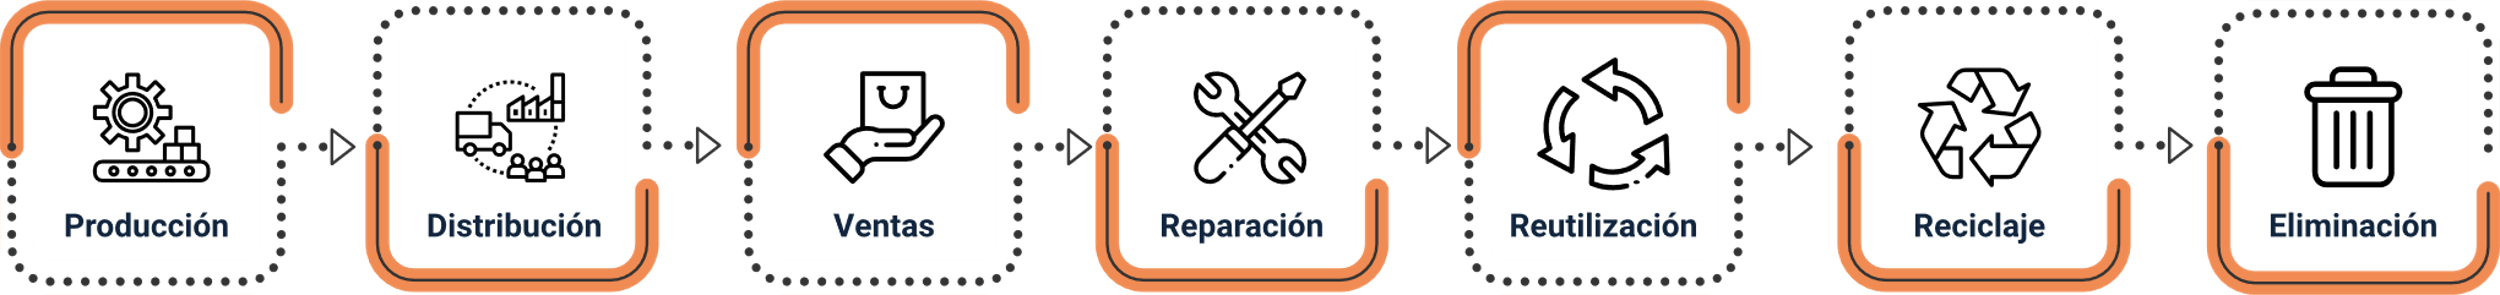 Producción
Distribución
Ventas
Reparación
Reutilización
Reciclaje
Eliminación